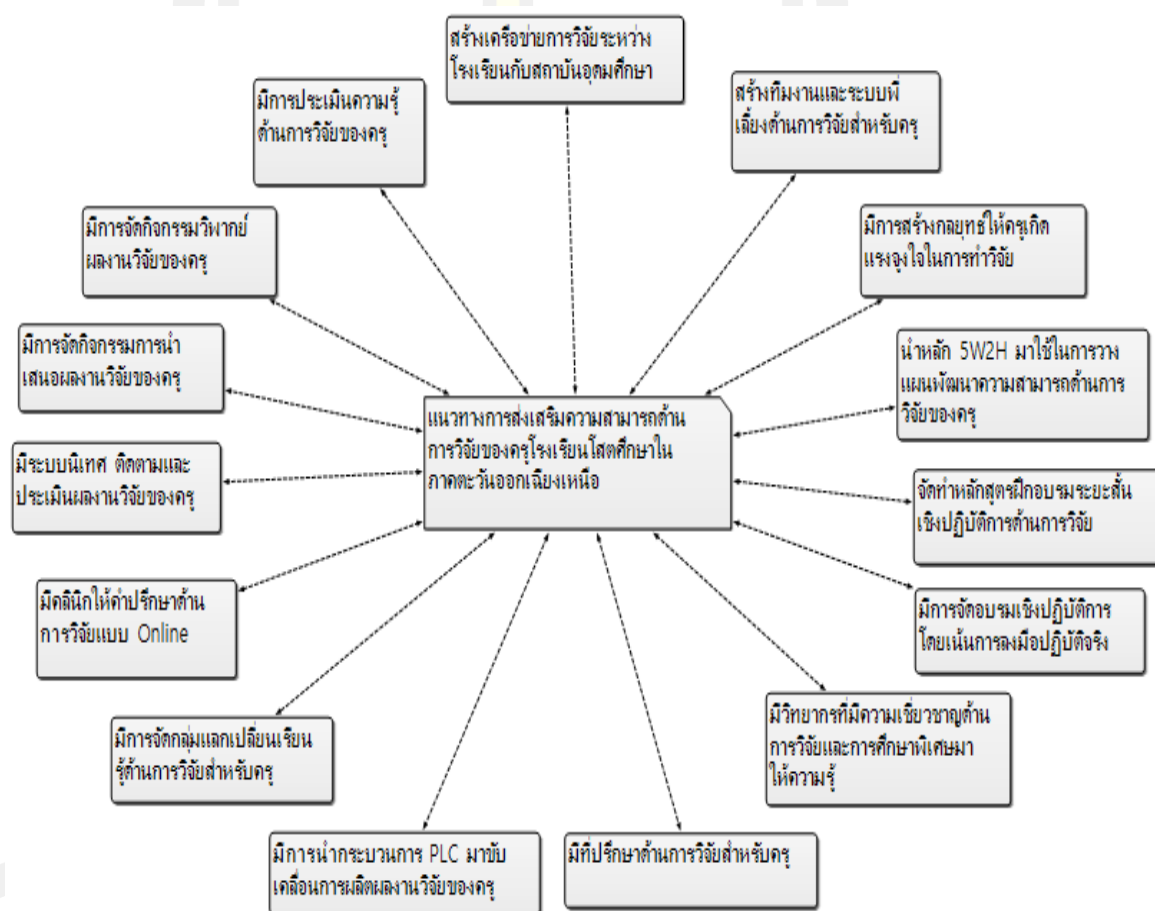 สร้างเครือข่ายการวิจัยระหว่าง
โรงเรียนกับสถาบันอุดมศึกษา
สร้างทีมงานและระบบพี่
เลี้ยงด้านการวิจัยสำหรับครู
มีการสร้างกลยุทธ์ให้ครูเกิด
แรงจูงใจในการทำวิจัย
นำหลัก 5W2H มาใช้ในการวาง
แผนพัฒนาความสามารถด้านการ
วิจัยของครู
จัดทำหลักสูตรฝึกอบรมระยะสั้น
เชิงปฏิบัติการด้านการวิจัย
มีการจัดอบรมเชิงปฏิบัติการ
โดยเน้นการลงมือปฏิบัติจริง
มีวิทยากรที่มีความเชี่ยวชาญด้าน
การวิจัยและการศึกษาพิเศษมา
ให้ความรู้
มีที่ปรึกษาด้านการวิจัยสำหรับครู
มีการนำกระบวนการ PLC มาขับ
เคลื่อนการผลิตผลงานวิจัยของครู
มีการจัดกลุ่มแลกเปลี่ยนเรียน
รู้ด้านการวิจัยสำหรับครู
มีคลินิกให้คำปรึกษาด้าน
การวิจัยแบบ Online
มีระบบนิเทศ ติดตามและ
ประเมินผลงานวิจัยของครู
มีการจัดกิจกรรมการนำ
เสนอผลงานวิจัยของครู
มีการจัดกิจกรรมวิพากย์
ผลงานวิจัยของครู
มีการประเมินความรู้
ด้านการวิจัยของครู
แนวทางการส่งเสริมความสามารถด้าน
การวิจัยของครูโรงเรียนโสตศึกษาใน
ภาคตะวันออกเฉียงเหนือ